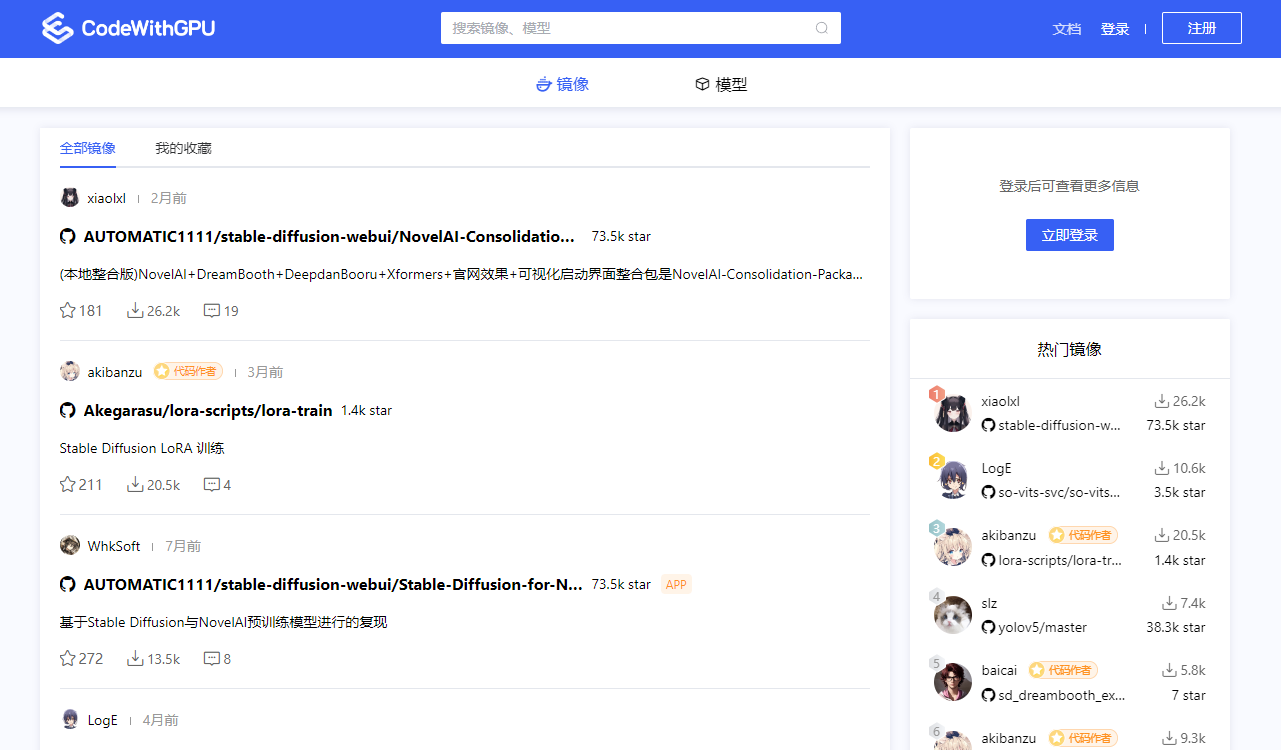 CodeWithGPU
搜索镜像、模型
文档 登录 注册
镜像 模型
全部镜像 我的收藏
xiaolxl 2月前
AUTOMATIC1111/stable-diffusion-webui/NovelAI-Consolidatio... 73.5k star
(本地整合版)NovelAI+DreamBooth+DeepdanBooru+Xformers+官网效果+可视化启动界面整合包是NovelAI-Consolidation-Packa...
181 26.2k 19
akibanzu 代码作者 3月前
Akegarasu/lora-scripts/lora-train 1.4k star
Stable Diffusion LoRA 训练
211 20.5k 4
WhkSoft 7月前
AUTOMATIC1111/stable-diffusion-webui/Stable-Diffusion-for-N... 73.5k star APP
基于Stable Diffusion与NovelAI预训练模型进行的复现
272 13.5k 8
LogE 4月前
登录后可查看更多信息
立即登录
热门镜像
1 xiaolxl 26.2k
stable-diffusion-w... 73.5k star
2 LogE 10.6k
so-vits-svc/so-vits... 3.5k star
3 akibanzu 代码作者 20.5k
lora-scripts/lora-tr... 1.4k star
4 slz 7.4k
yolov5/master 38.3k star
5 baicai 代码作者 5.8k
sd_dreambooth_ex... 7 star
6 akibanzu 代码作者 9.3k